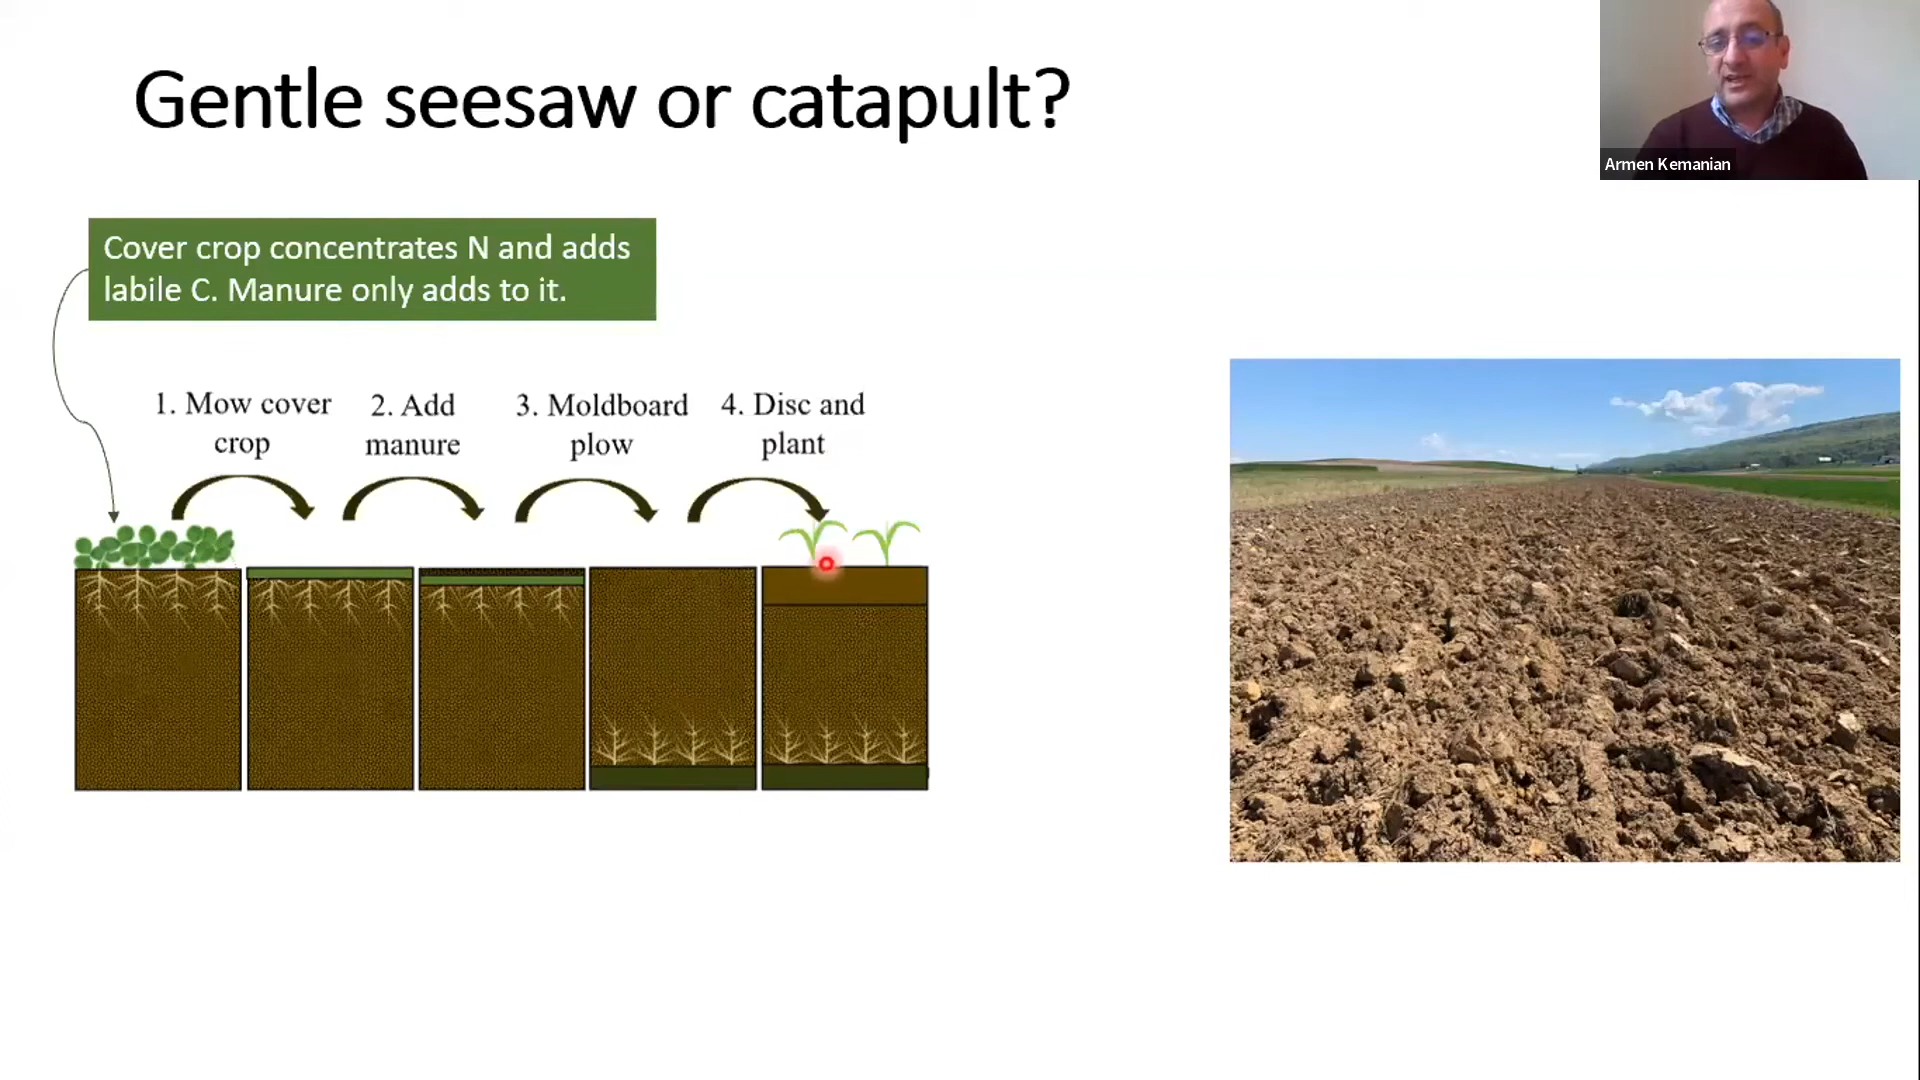 Gentle seesaw or catapult?
Armen Kemanian
Cover crop concentrates N and adds
labile C. Manure only adds to it.
1. Mow cover
crop
2. Add
manure
3. Moldboard
plow
4. Disc and
plant